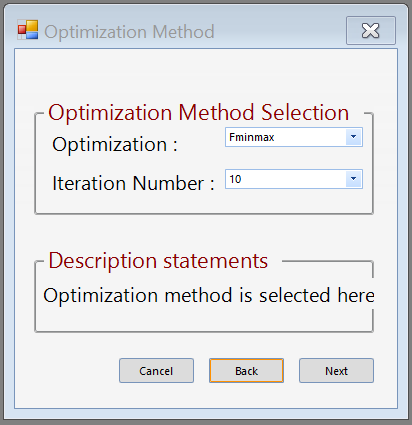 Optimization Method
Optimization Method Selection
Optimization : Fminmax
Iteration Number : 10
Description statements
Optimization method is selected here
Cancel Back Next